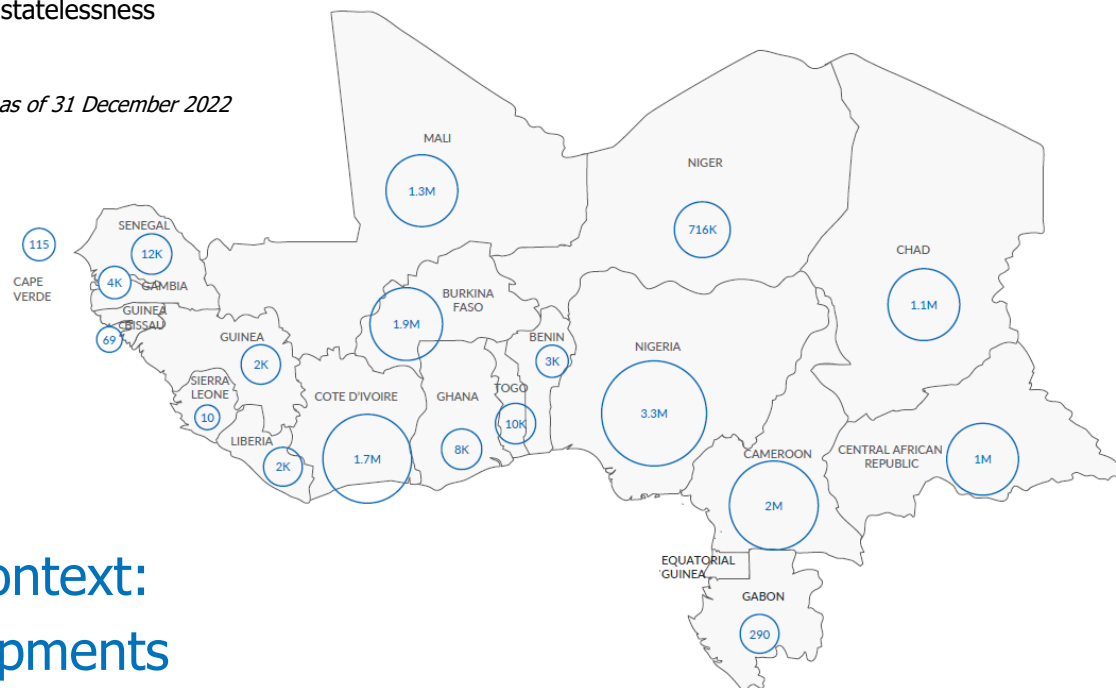 statelessness
as of 31 December 2022
MALI
1.3M
NIGER
716K
CHAD
1.1M
SENEGAL
12K
115
CAPE
VERDE
4K
GAMBIA
GUINEA
BISSAU
69
GUINEA
2K
SIERRA
LEONE
10
LIBERIA
2K
COTE D'IVOIRE
1.7M
BURKINA
FASO
1.9M
GHANA
8K
TOGO
10K
BENIN
3K
NIGERIA
3.3M
CAMEROON
2M
CENTRAL AFRICAN
REPUBLIC
1M
EQUATORIAL
GUINEA
GABON
290
ontext:
pments